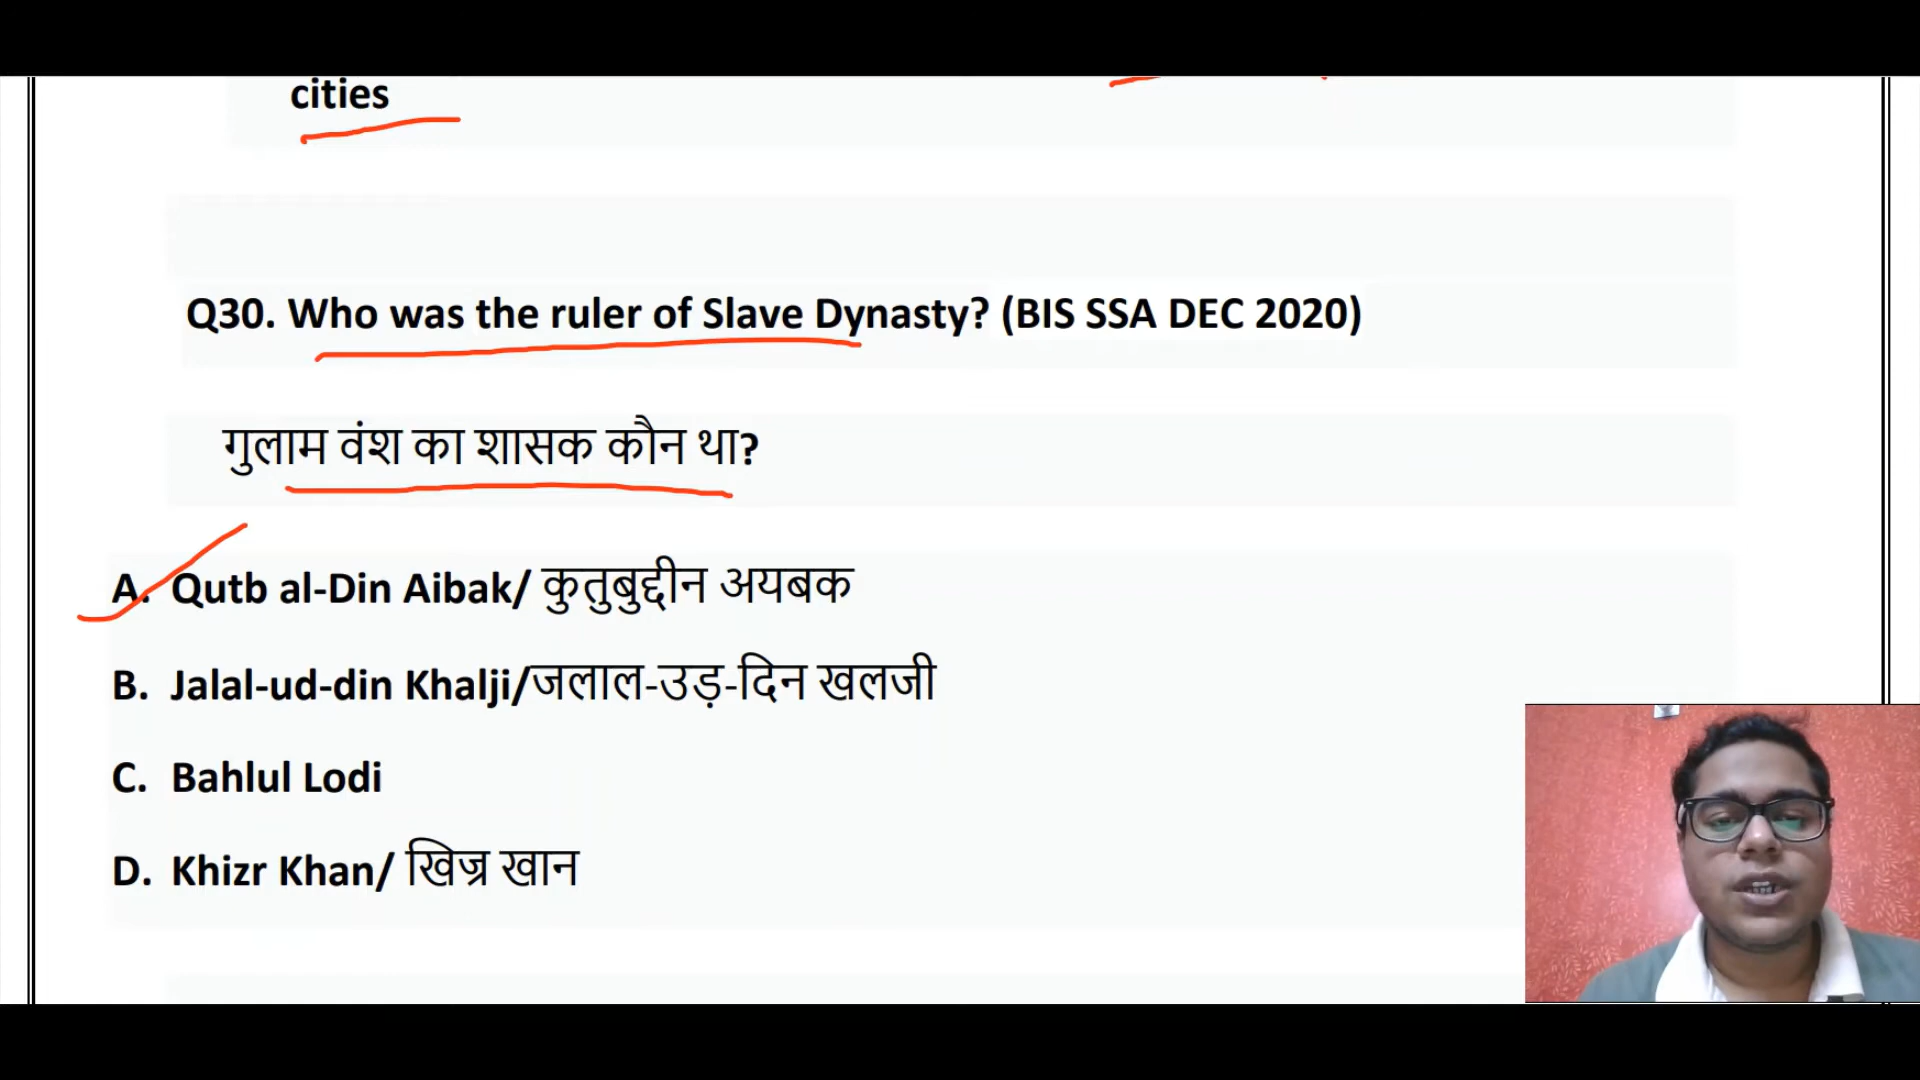 cities
Q30. Who was the ruler of Slave Dynasty? (BIS SSA DEC 2020)
गुलाम वंश का शासक कौन था?
A. Qutb al-Din Aibak/ कुतुबुद्दीन अयबक
B. Jalal-ud-din Khalji/जलाल-उड़-दिन खलजी
C. Bahlul Lodi
D. Khizr Khan/ खिज्र खान